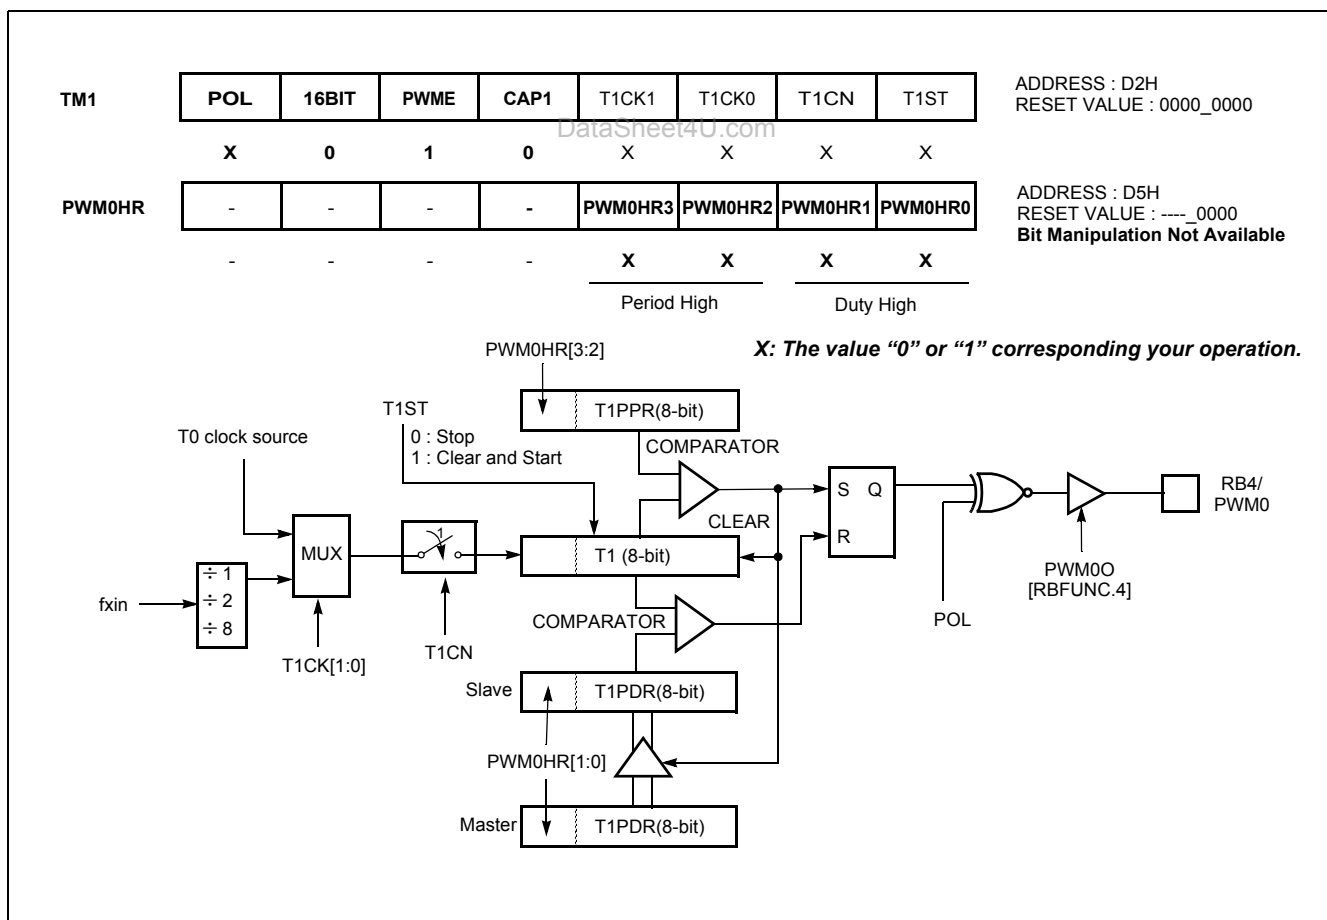 TM1 POL 16BIT PWME CAP1 T1CK1 T1CK0 T1CN T1ST
ADDRESS : D2H
RESET VALUE : 0000_0000
DataSheet4U.com
X 0 1 0 X X X X
PWM0HR - - - - PWM0HR3 PWM0HR2 PWM0HR1 PWM0HR0
ADDRESS : D5H
RESET VALUE : ----_0000
Bit Manipulation Not Available
- - - - X X X X
Period High Duty High
X: The value “0” or “1” corresponding your operation.
PWM0HR[3:2]
T1ST
0 : Stop
1 : Clear and Start
T1PPR(8-bit)
T0 clock source
COMPARATOR
S Q
R
RB4/
PWM0
CLEAR
MUX
1
T1 (8-bit)
÷ 1
÷ 2
÷ 8
fxin
PWM0O
[RBFUNC.4]
POL
COMPARATOR
T1CK[1:0]
T1CN
Slave
T1PDR(8-bit)
PWM0HR[1:0]
Master
T1PDR(8-bit)